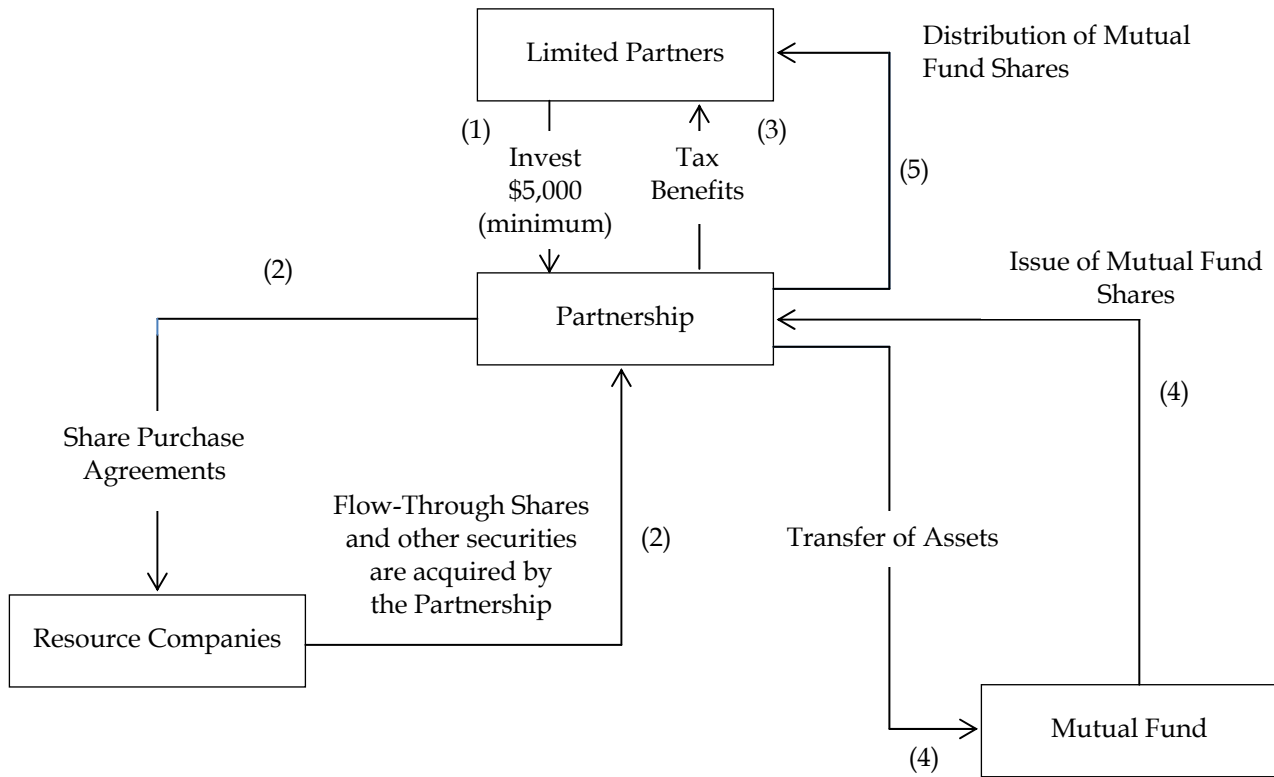 Limited Partners
Distribution of Mutual
Fund Shares
(1)
(3)
Invest
$5,000
(minimum)
Tax
Benefits
(5)
(2)
Issue of Mutual Fund
Shares
Partnership
(4)
Share Purchase
Agreements
Flow-Through Shares
and other securities
are acquired by
the Partnership
(2)
Transfer of Assets
Resource Companies
Mutual Fund
(4)